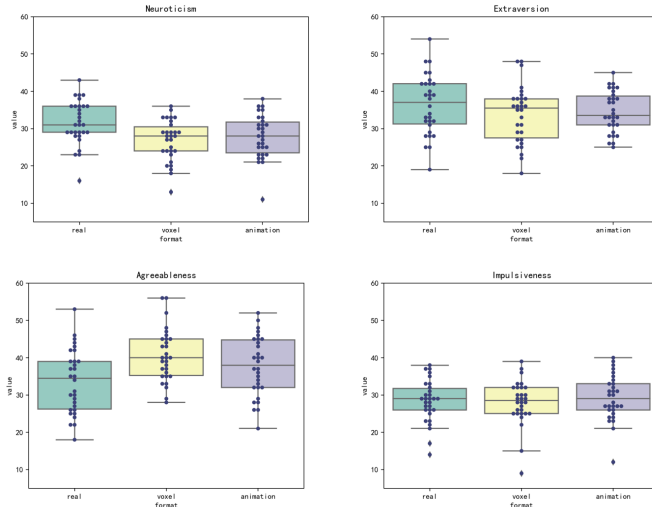 Neuroticism
60
50
40
30
20
10
value
real voxel animation
format
Extraversion
60
50
40
30
20
10
value
real voxel animation
format
Agreeableness
60
50
40
30
20
10
value
real voxel animation
format
Impulsiveness
60
50
40
30
20
10
value
real voxel animation
format